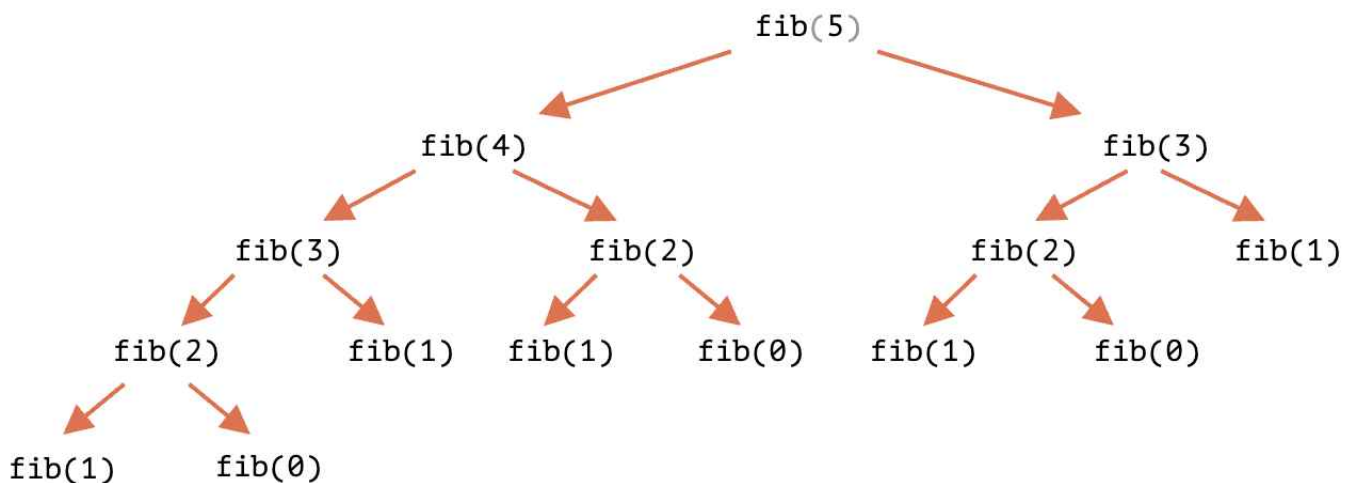 fib(5)
fib(4) fib(3)
fib(3) fib(2) fib(2) fib(1)
fib(2) fib(1) fib(1) fib(0) fib(1) fib(0)
fib(1) fib(0)